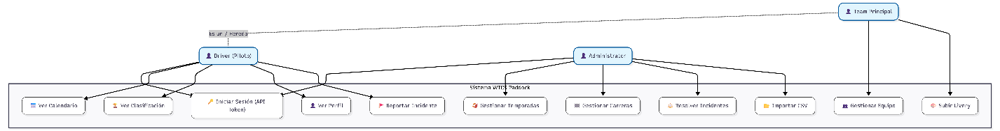 Team Principal
Es un / Hereda
Driver (Piloto)
Administrator
Sistema WTCS Paddock
Ver Calendario
Ver Clasificación
Iniciar Sesión (API
Token)
Ver Perfil
Reportar Incidente
Gestionar Temporadas
Gestionar Carreras
Resolver Incidentes
Importar CSV
Gestionar Equipo
Subir Livery